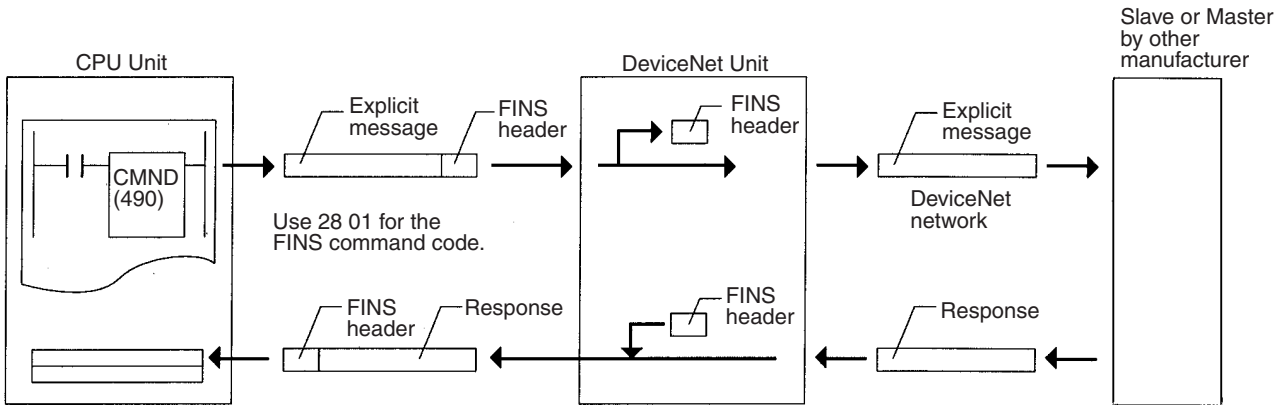 Slave or Master
by other
manufacturer
CPU Unit
DeviceNet Unit
Explicit
message
FINS
header
FINS
header
Explicit
message
CMND
(490)
DeviceNet
network
Use 28 01 for the
FINS command code.
FINS
header
Response
FINS
header
Response